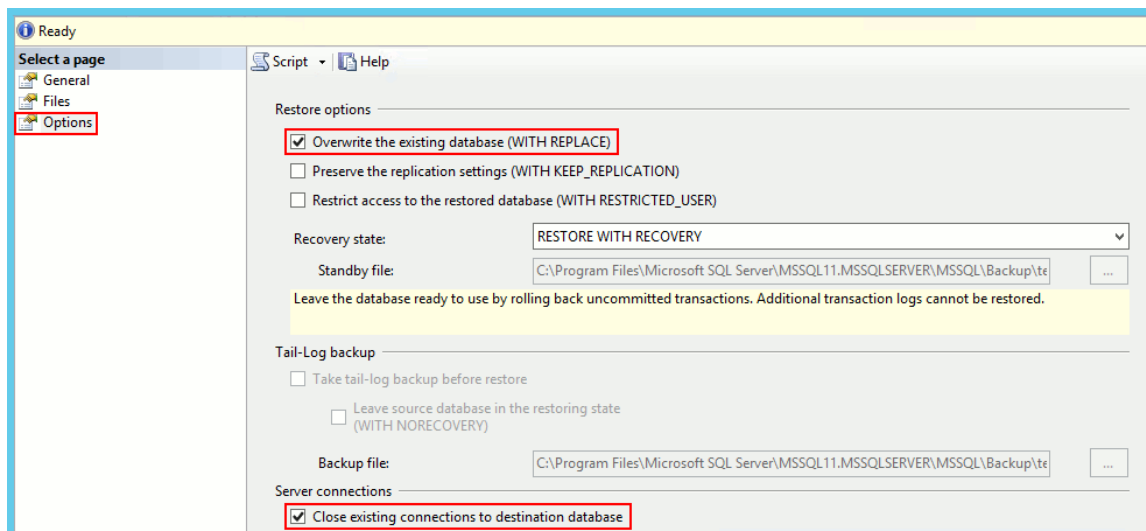 Ready
Select a page
General
Files
Options
Script
Help
Restore options
Overwrite the existing database (WITH REPLACE)
Preserve the replication settings (WITH KEEP_REPLICATION)
Restrict access to the restored database (WITH RESTRICTED_USER)
Recovery state:
RESTORE WITH RECOVERY
Standby file:
C:\Program Files\Microsoft SQL Server\MSSQL11.MSSQLSERVER\MSSQL\Backup\te
...
Leave the database ready to use by rolling back uncommitted transactions. Additional transaction logs cannot be restored.
Tail-Log backup
Take tail-log backup before restore
Leave source database in the restoring state
(WITH NORECOVERY)
Backup file:
C:\Program Files\Microsoft SQL Server\MSSQL11.MSSQLSERVER\MSSQL\Backup\te
...
Server connections
Close existing connections to destination database